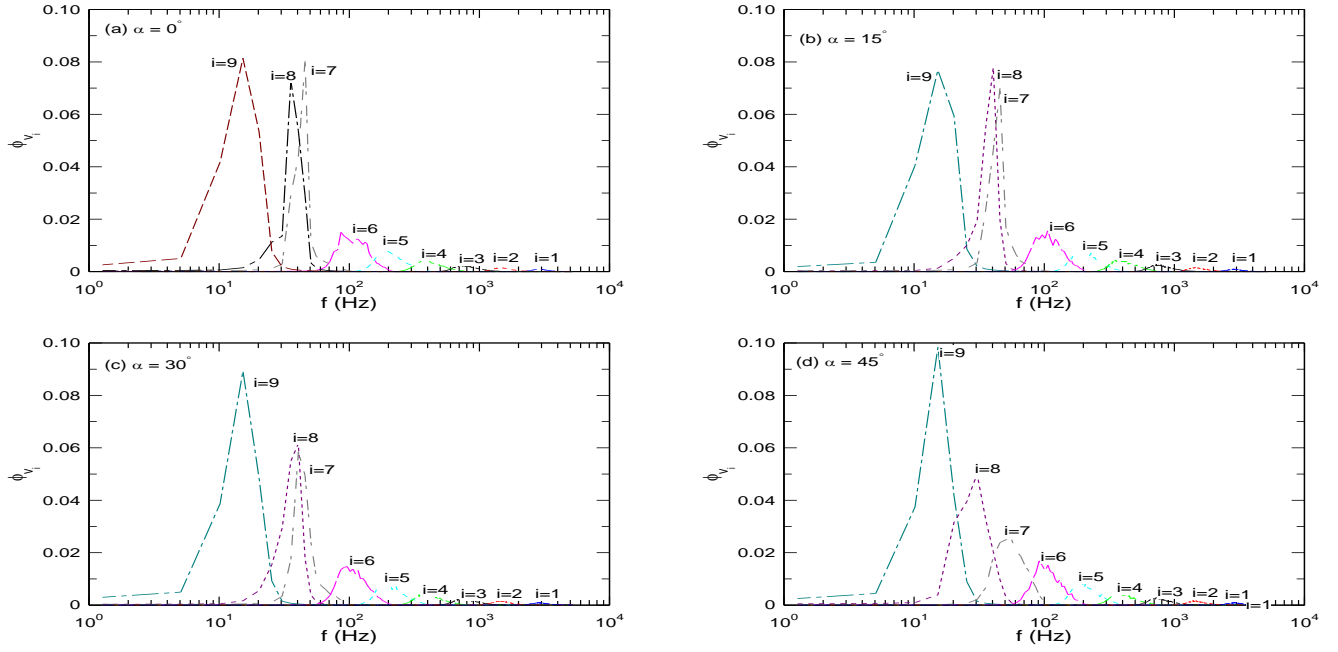 (a) α = 0°
0.10
0.08
0.06
0.04
0.02
0
ϕ_{v_i}
i=9
i=8
i=7
i=6
i=5
i=4
i=3
i=2
i=1
10^0
10^1
10^2
10^3
10^4
f (Hz)
(b) α = 15°
0.10
0.08
0.06
0.04
0.02
0
ϕ_{v_i}
i=9
i=8
i=7
i=6
i=5
i=4
i=3
i=2
i=1
10^0
10^1
10^2
10^3
10^4
f (Hz)
(c) α = 30°
0.10
0.08
0.06
0.04
0.02
0
ϕ_{v_i}
i=9
i=8
i=7
i=6
i=5
i=4
i=3
i=2
i=1
10^0
10^1
10^2
10^3
10^4
f (Hz)
(d) α = 45°
0.10
0.08
0.06
0.04
0.02
0
ϕ_{v_i}
i=9
i=8
i=7
i=6
i=5
i=4
i=3
i=2
i=1
i=1
10^0
10^1
10^2
10^3
10^4
f (Hz)